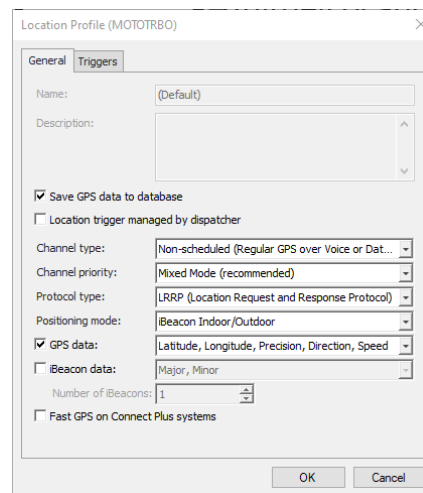 Location Profile (MOTOTRBO)
General Triggers
Name: (Default)
Description:
Save GPS data to database
Location trigger managed by dispatcher
Channel type: Non-scheduled (Regular GPS over Voice or Dat...
Channel priority: Mixed Mode (recommended)
Protocol type: LRRP (Location Request and Response Protocol)
Positioning mode: iBeacon Indoor/Outdoor
GPS data: Latitude, Longitude, Precision, Direction, Speed
iBeacon data: Major, Minor
Number of iBeacons: 1
Fast GPS on Connect Plus systems
OK Cancel